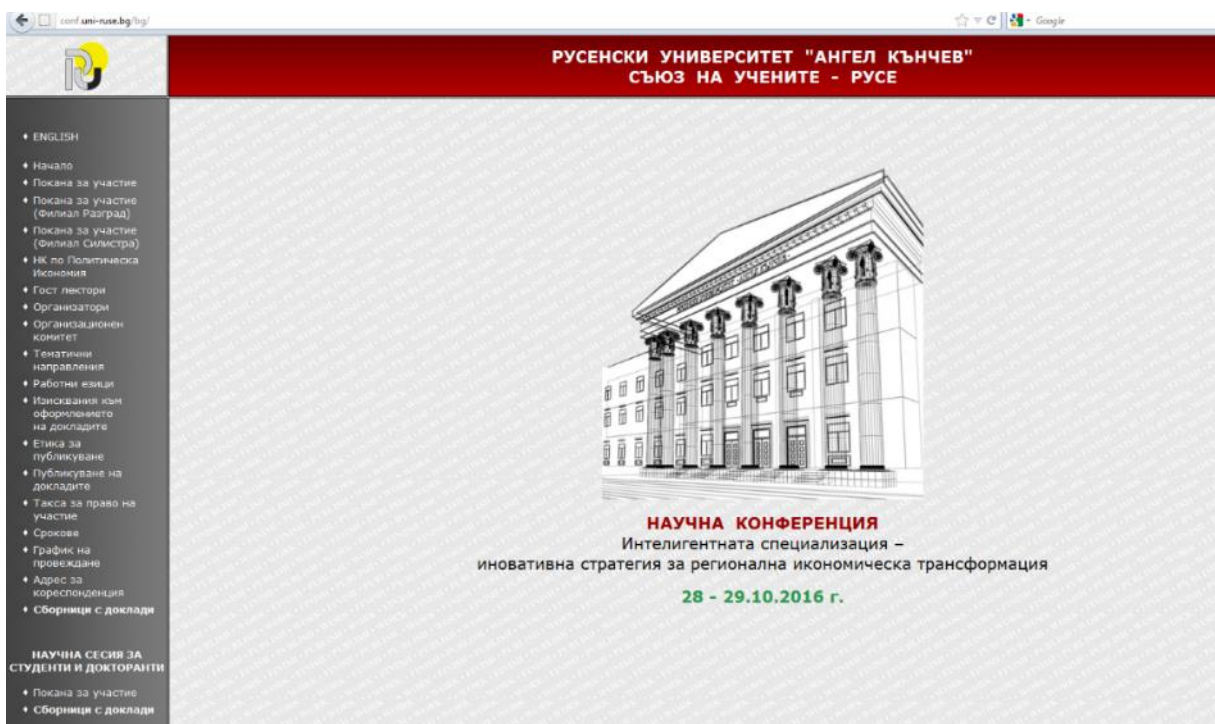 conf.uni-ruse.bg/bg/
Google
РУСЕНСКИ УНИВЕРСИТЕТ "АНГЕЛ КЪНЧЕВ"
СЪЮЗ НА УЧЕНИТЕ - РУСЕ
ENGLISH
Начало
Покана за участие
Покана за участие
(Филиал Разград)
Покана за участие
(Филиал Силистра)
НК по Политическа
Икономия
Гост лектори
Организатори
Организационен
комитет
Тематични
направления
Работни езици
Изисквания към
оформлението
на докладите
Етика за
публикуване
Публикуване на
докладите
Такса за право на
участие
Срокове
График на
провеждане
Адрес за
кореспонденция
Сборници с доклади
НАУЧНА СЕСИЯ ЗА
СТУДЕНТИ И ДОКТОРАНТИ
Покана за участие
Сборници с доклади
НАУЧНА КОНФЕРЕНЦИЯ
Интелигентната специализация –
иновативна стратегия за регионална икономическа трансформация
28 - 29.10.2016 г.